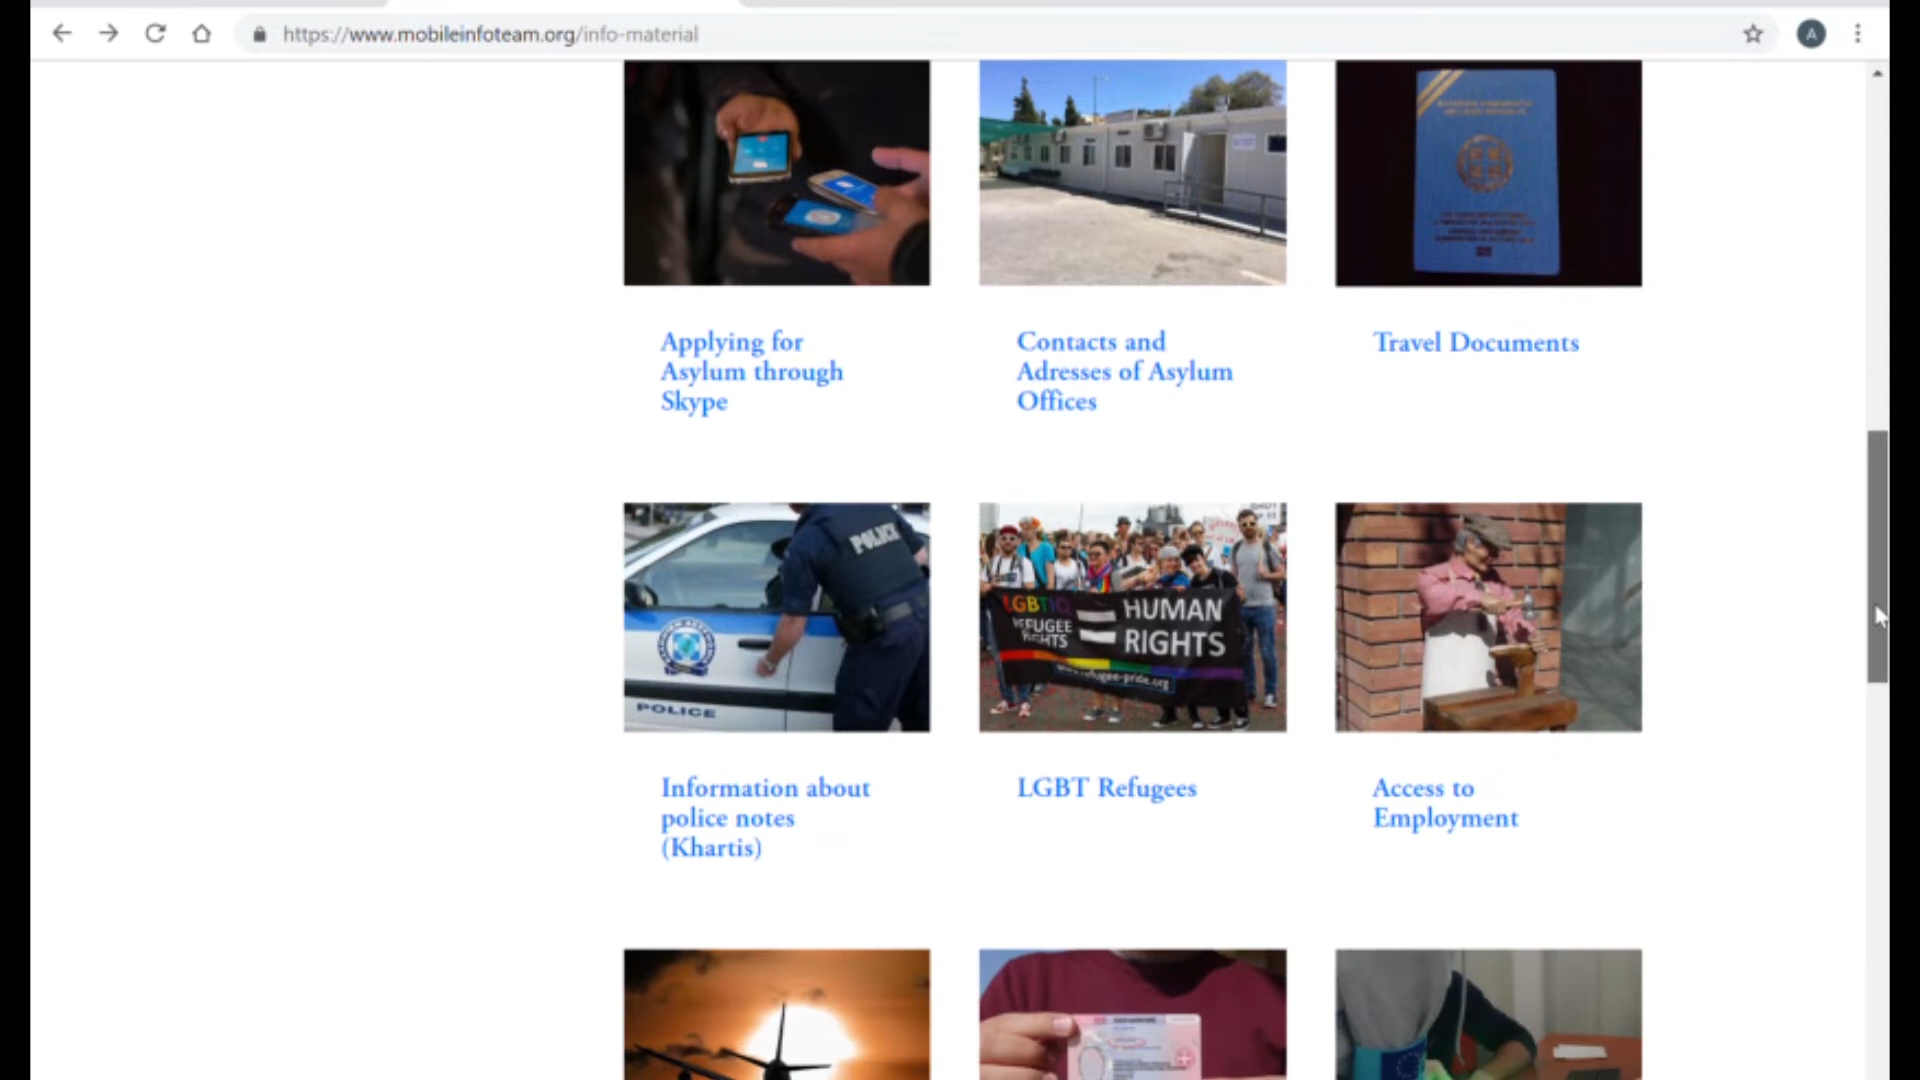 https://www.mobileinfoteam.org/info-material
A
Applying for
Asylum through
Skype
Contacts and
Adresses of Asylum
Offices
Travel Documents
POLICE
POLICE
LGBTIQ
REFUGEE
RIGHTS
=
HUMAN
RIGHTS
www.refugee-pride.org
Information about
police notes
(Khartis)
LGBT Refugees
Access to
Employment